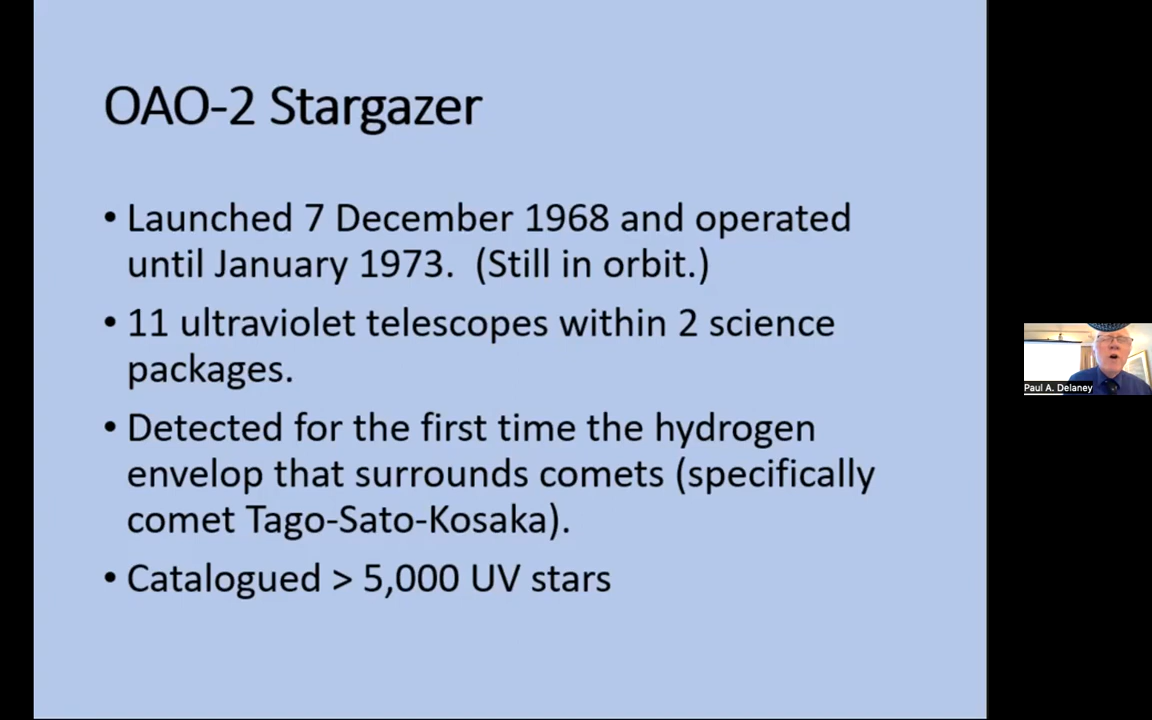 OAO-2 Stargazer
• Launched 7 December 1968 and operated
until January 1973.  (Still in orbit.)
• 11 ultraviolet telescopes within 2 science
packages.
• Detected for the first time the hydrogen
envelop that surrounds comets (specifically
comet Tago-Sato-Kosaka).
• Catalogued > 5,000 UV stars
Paul A. Delaney